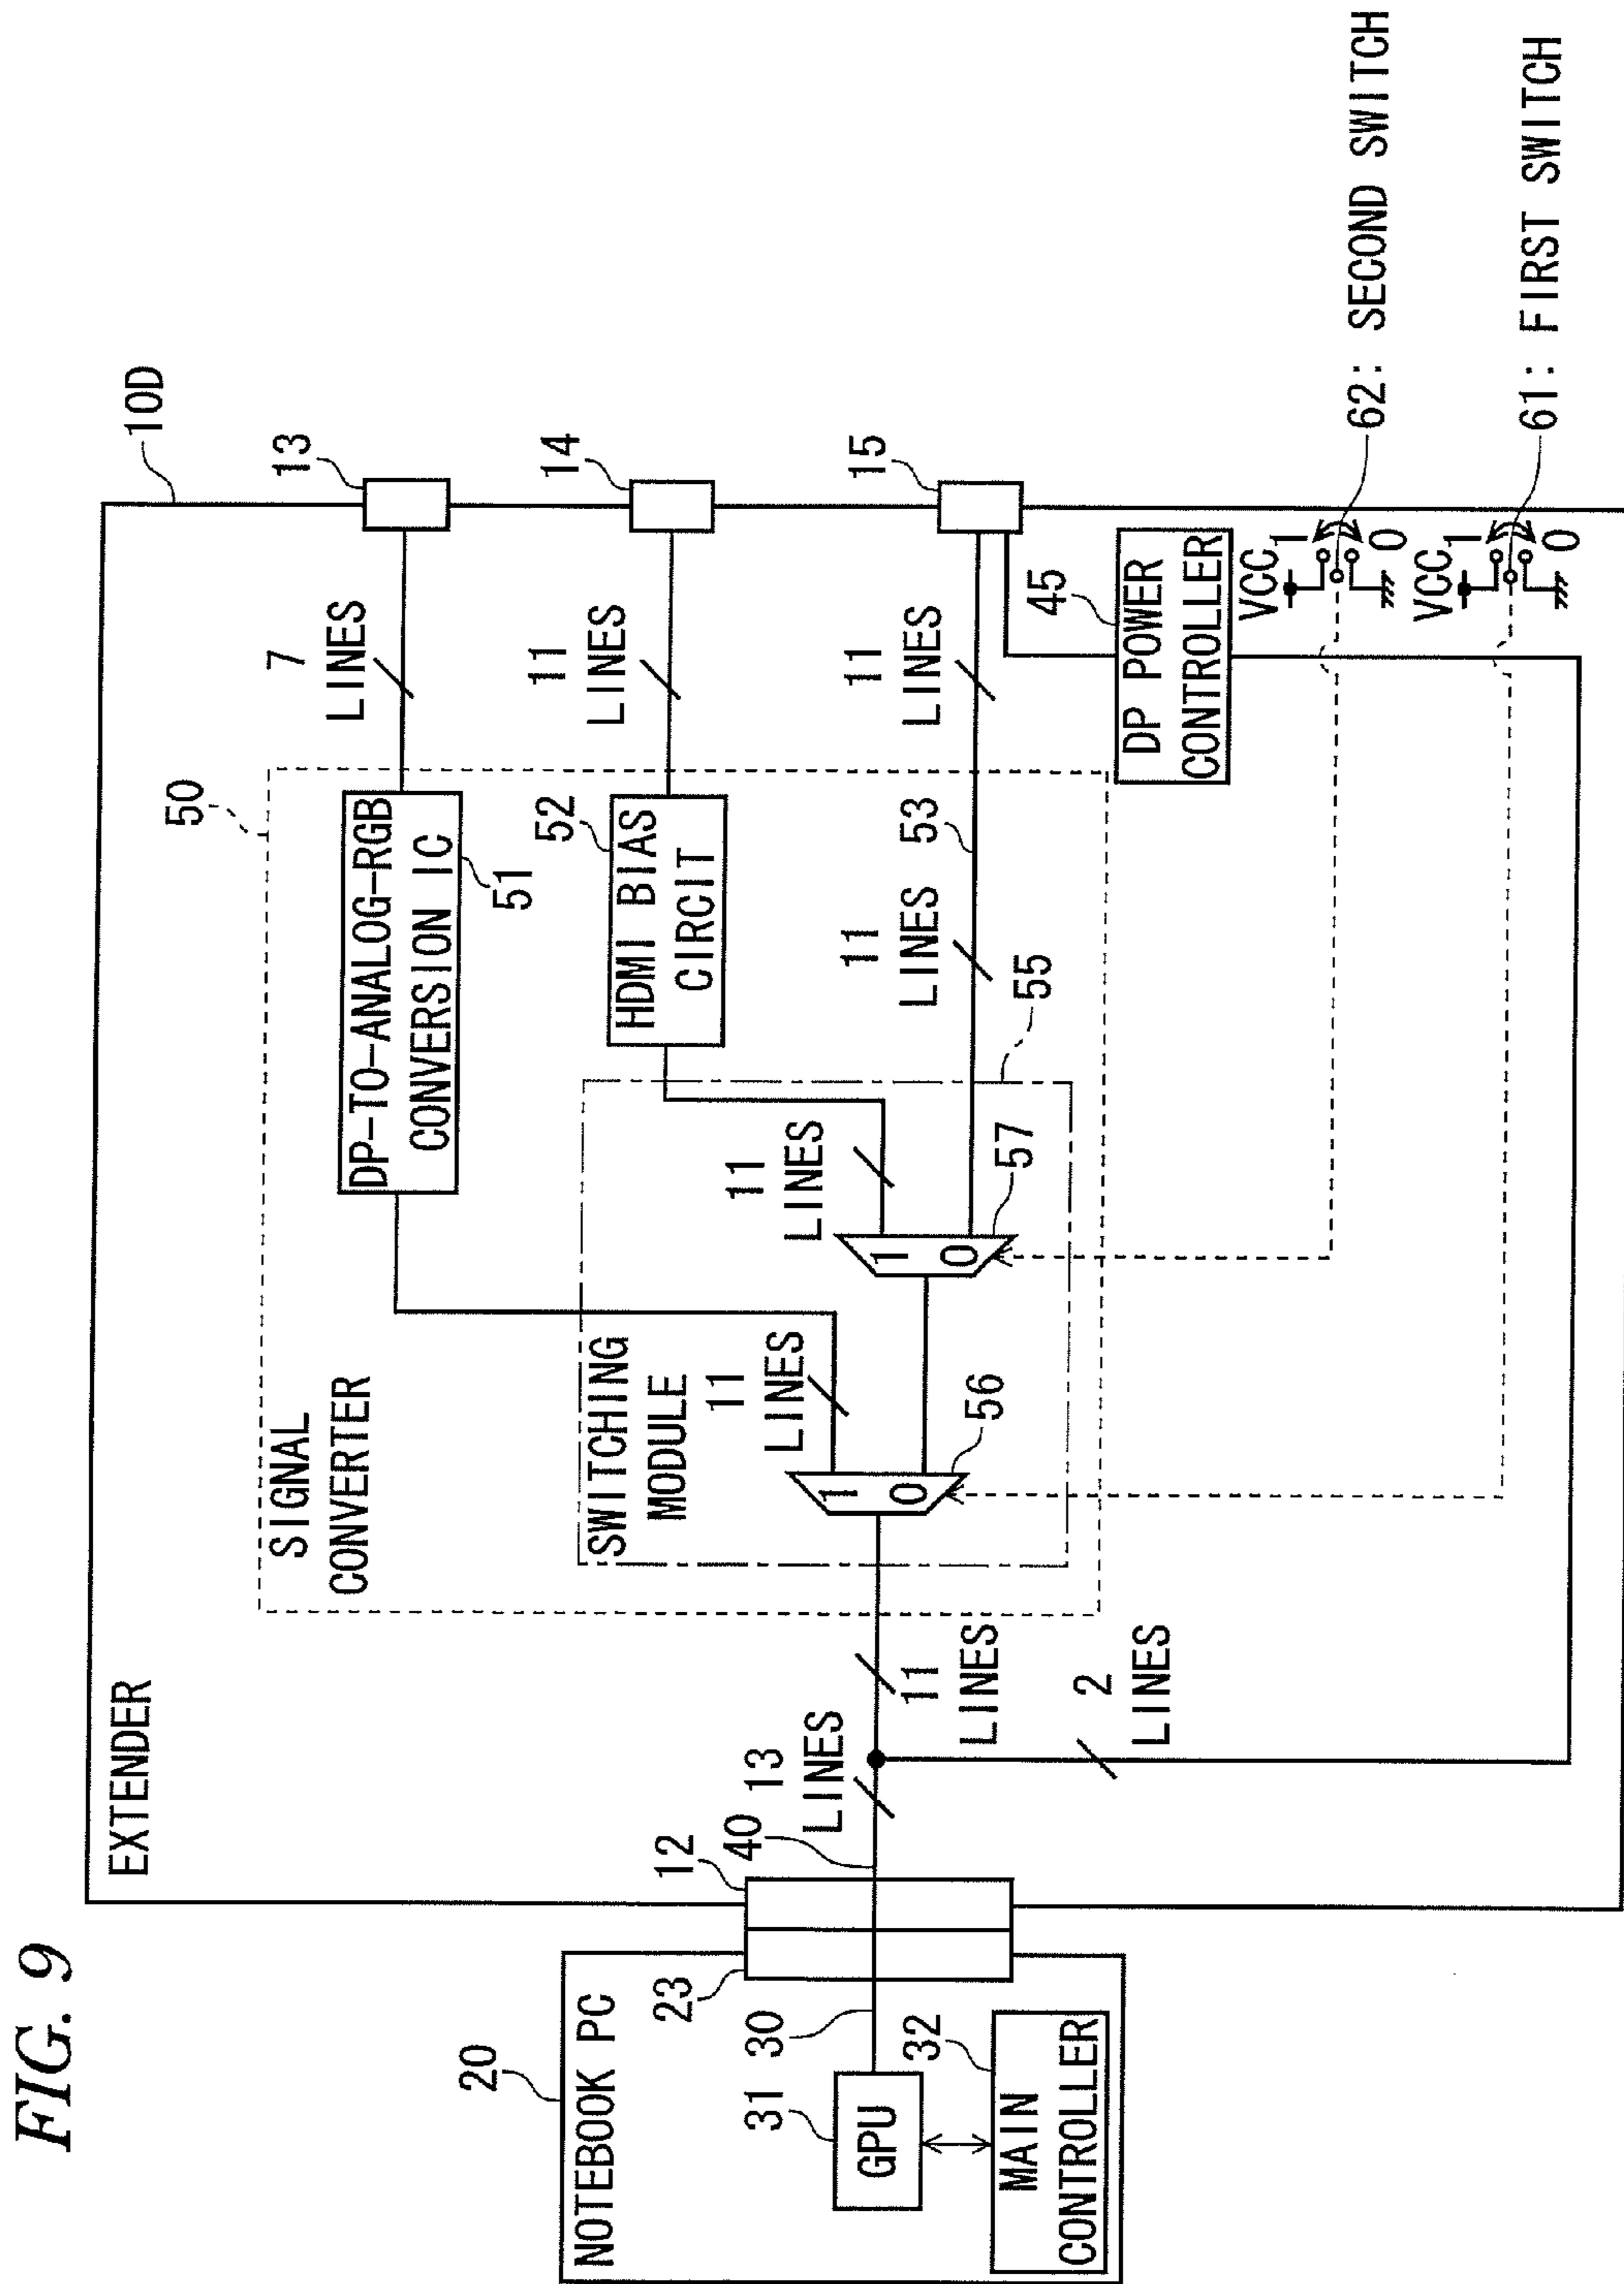 FIG. 9
EXTENDER
10D
NOTEBOOK PC
20
23
12
30
31
GPU
32
MAIN
CONTROLLER
40
13
LINES
11
LINES
2
LINES
SIGNAL
CONVERTER
50
SWITCHING
MODULE
55
11
LINES
1
0
56
11
LINES
1
0
57
DP-TO-ANALOG-RGB
CONVERSION IC
51
HDMI BIAS
CIRCIT
52
11
LINES
53
7
LINES
13
11
LINES
14
11
LINES
15
45
DP POWER
CONTROLLER
VCC
1
0
62: SECOND SWITCH
VCC
1
0
61: FIRST SWITCH